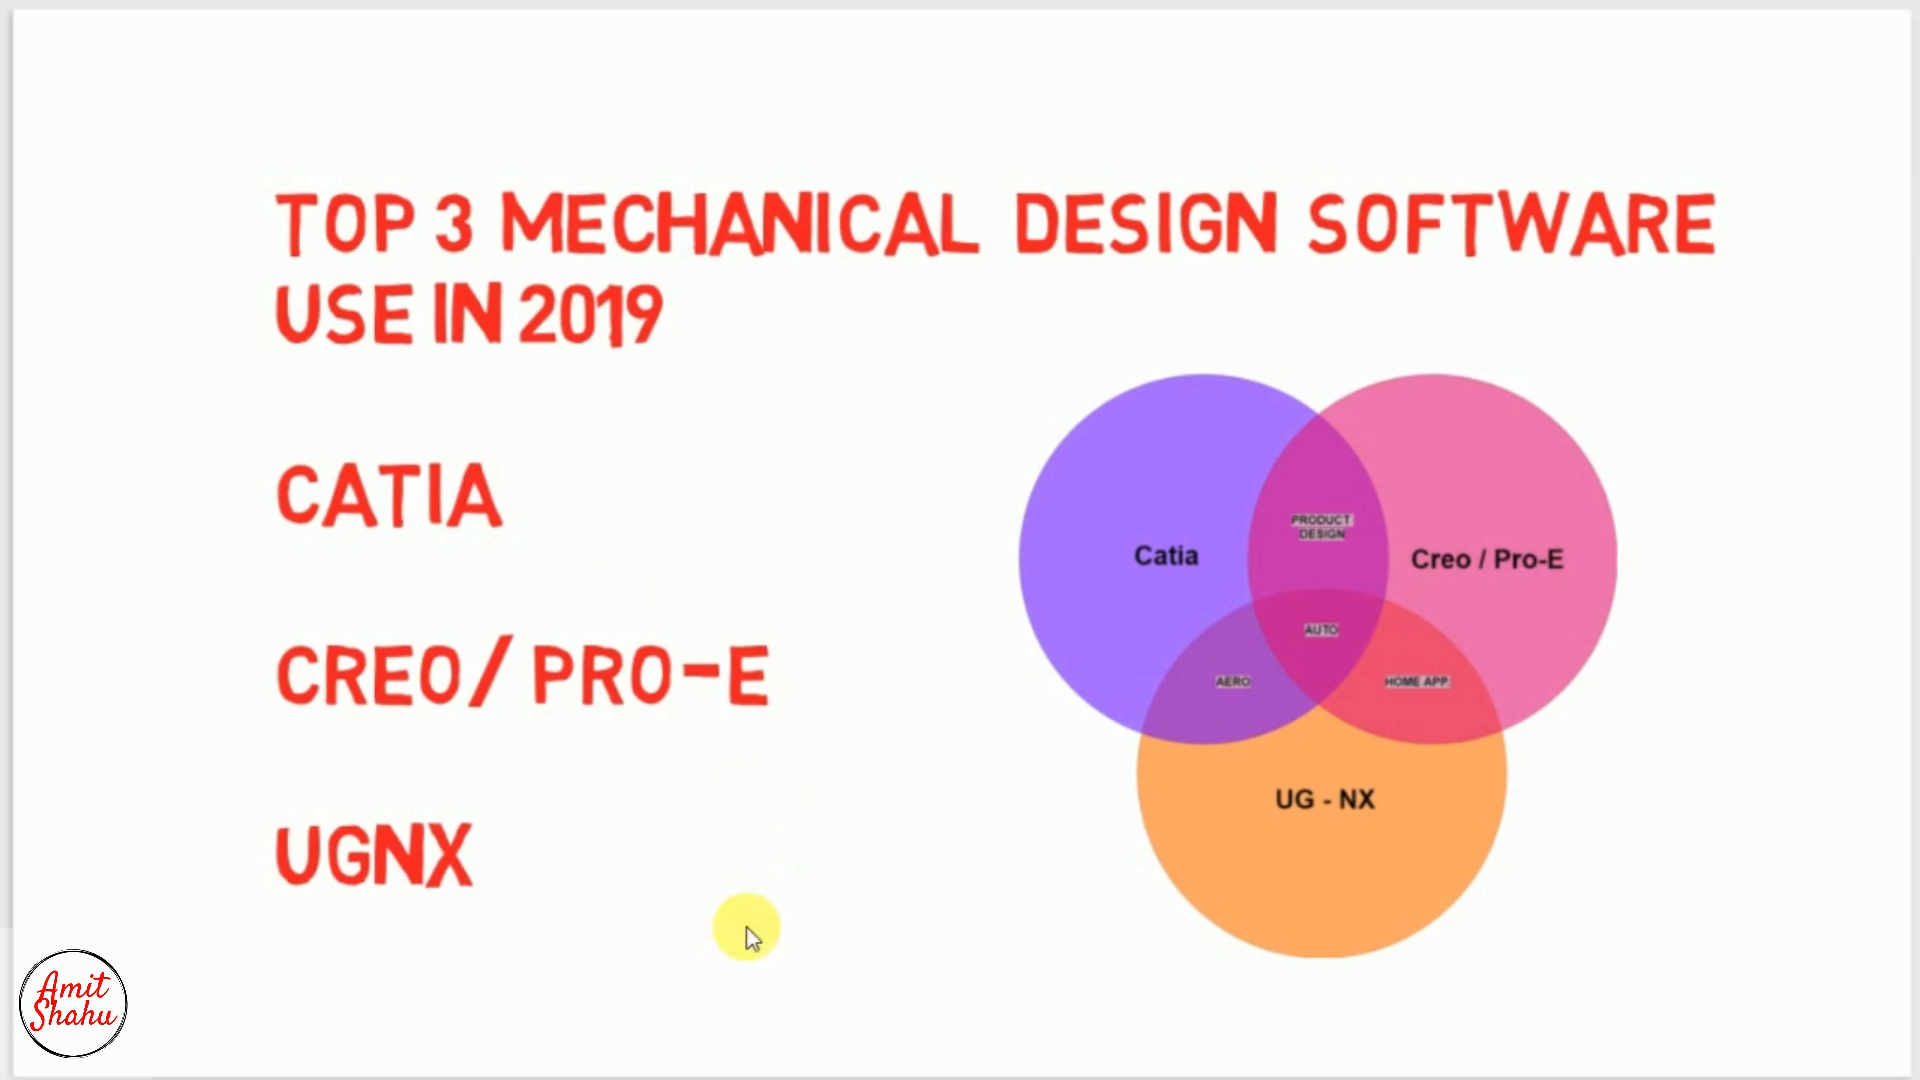 TOP 3 MECHANICAL DESIGN SOFTWARE
USE IN 2019
CATIA
CREO/ PRO-E
UGNX
PRODUCT
DESIGN
Catia
Creo / Pro-E
AUTO
AERO
HOME APP.
UG - NX
Amit
Shahu